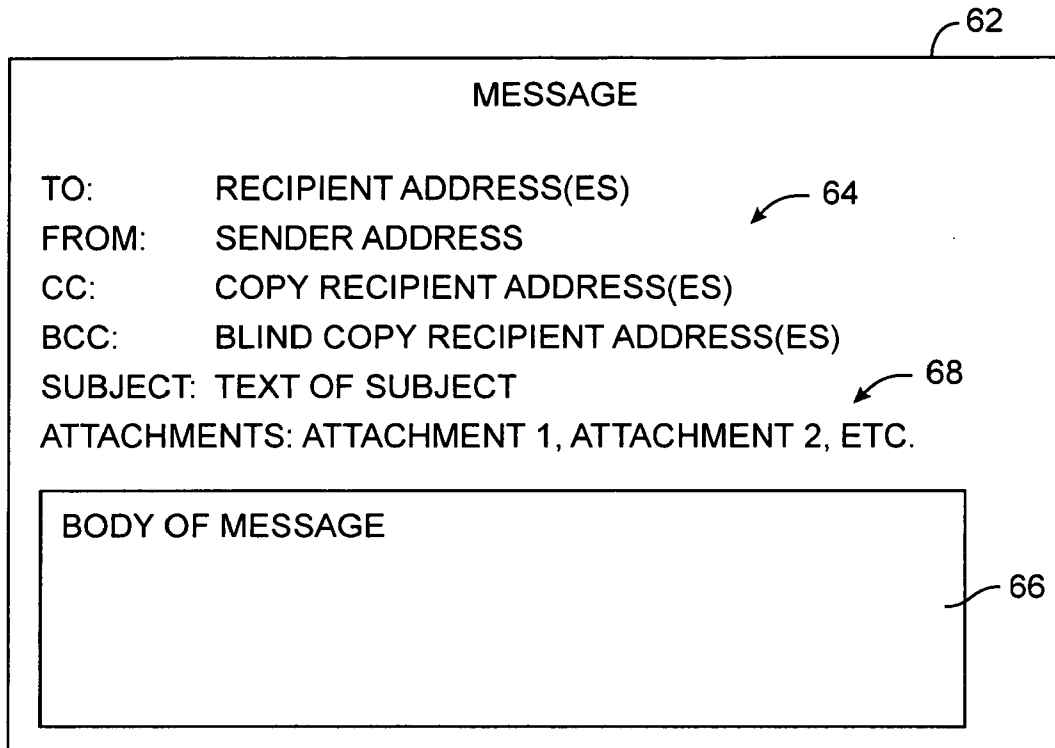 62
MESSAGE
TO: RECIPIENT ADDRESS(ES)
64
FROM: SENDER ADDRESS
CC: COPY RECIPIENT ADDRESS(ES)
BCC: BLIND COPY RECIPIENT ADDRESS(ES)
SUBJECT: TEXT OF SUBJECT
68
ATTACHMENTS: ATTACHMENT 1, ATTACHMENT 2, ETC.
BODY OF MESSAGE
66